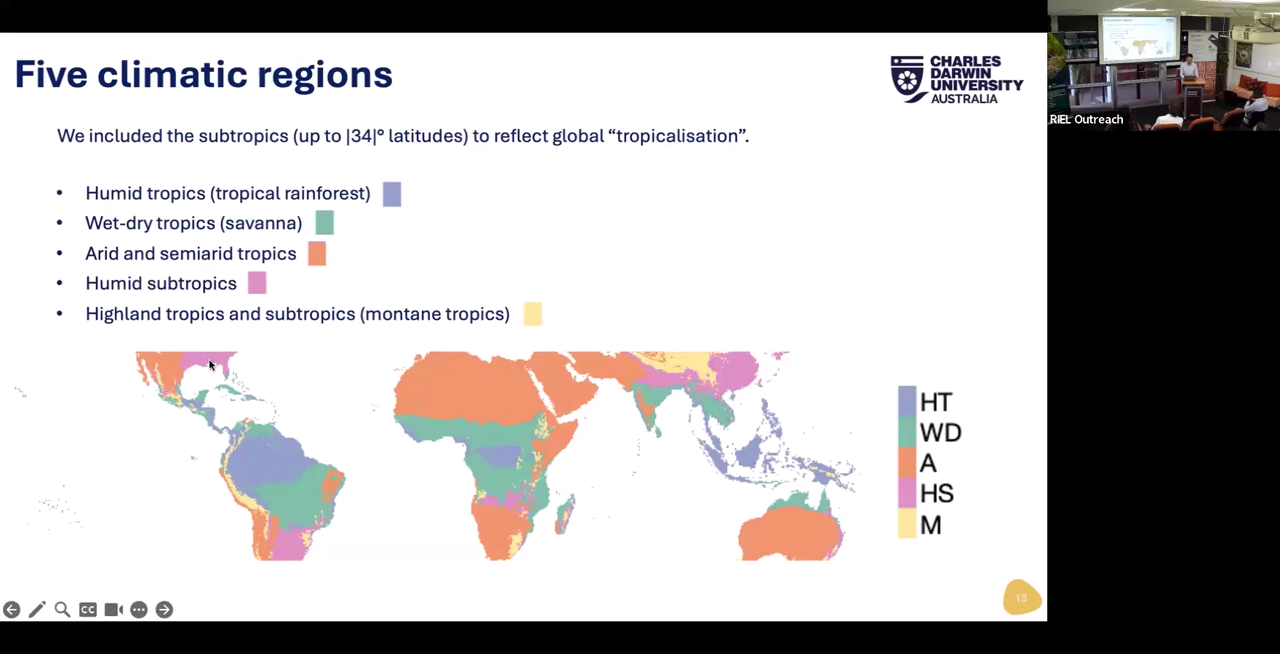 Five climatic regions
CHARLES
DARWIN
UNIVERSITY
AUSTRALIA
We included the subtropics (up to |34|° latitudes) to reflect global “tropicalisation”.
• Humid tropics (tropical rainforest)
• Wet-dry tropics (savanna)
• Arid and semiarid tropics
• Humid subtropics
• Highland tropics and subtropics (montane tropics)
HT
WD
A
HS
M
CC
13
RIEL Outreach